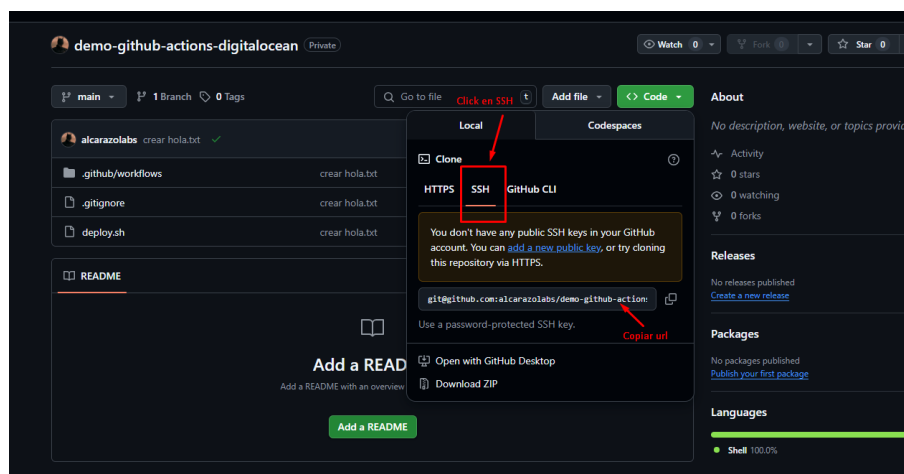 demo-github-actions-digitalocean Private
Watch 0
Fork 0
Star 0
main
1 Branch
0 Tags
Go to file
t
Add file
Code
Click en SSH
alcarazolabs crear hola.txt
.github/workflows crear hola.txt
.gitignore crear hola.txt
deploy.sh crear hola.txt
README
Add a READ
Add a README with an overview
Add a README
Local
Codespaces
Clone
HTTPS
SSH
GitHub CLI
You don't have any public SSH keys in your GitHub
account. You can add a new public key, or try cloning
this repository via HTTPS.
git@github.com:alcarazolabs/demo-github-action
Use a password-protected SSH key.
Copiar url
Open with GitHub Desktop
Download ZIP
About
No description, website, or topics provid
Activity
0 stars
0 watching
0 forks
Releases
No releases published
Create a new release
Packages
No packages published
Publish your first package
Languages
Shell 100.0%